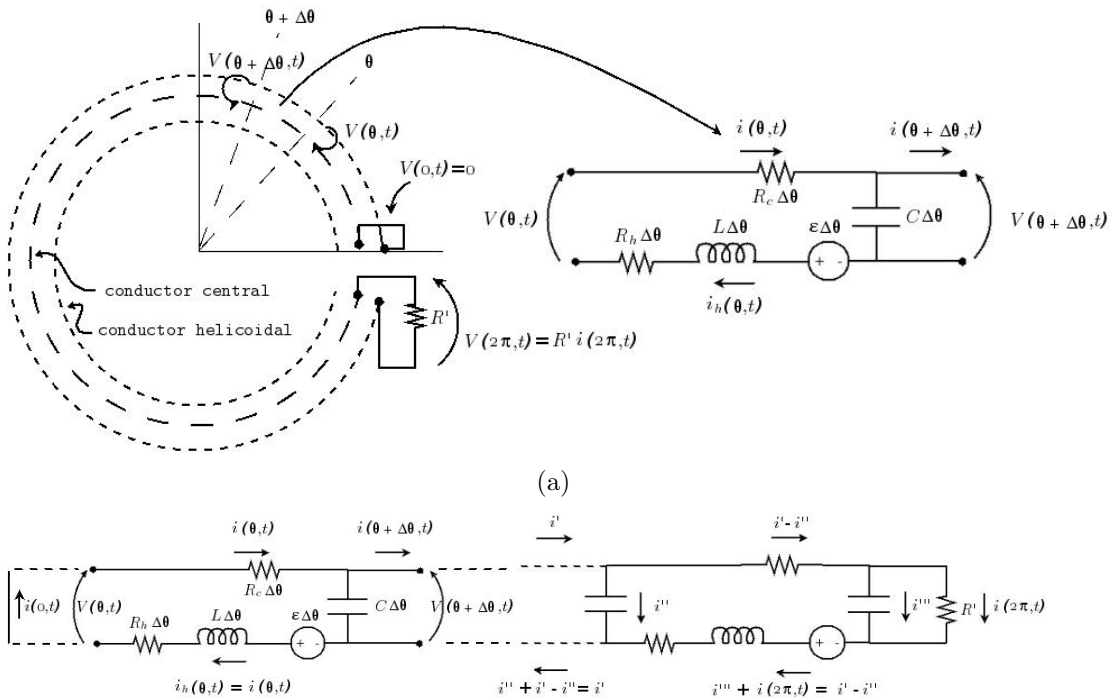 θ + Δθ
V(θ + Δθ,t)
θ
V(θ,t)
V(0,t)=0
conductor central
conductor helicoidal
R'
V(2π,t)=R' i(2π,t)
i(θ,t)
i(θ + Δθ,t)
R_c Δθ
V(θ,t)
CΔθ
V(θ + Δθ,t)
R_h Δθ
LΔθ
εΔθ
+ -
i_h(θ,t)
(a)
i(θ,t)
i(θ + Δθ,t)
i'
i'-i''
i(0,t)
V(θ,t)
R_c Δθ
CΔθ
V(θ + Δθ,t)
i''
i'''
R'
i(2π,t)
R_h Δθ
LΔθ
εΔθ
+ -
+ -
i_h(θ,t) = i(θ,t)
i'' + i' - i'' = i'
i''' + i(2π,t) = i' - i''